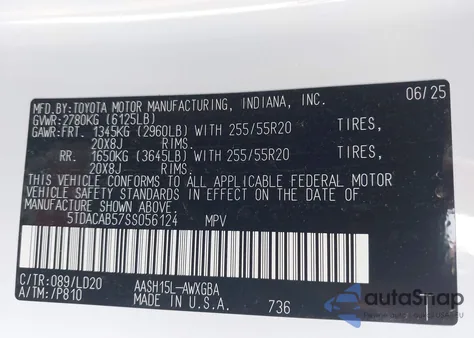 MFD.BY:TOYOTA MOTOR MANUFACTURING, INDIANA, INC. 06/25
GVWR:2780KG (6125LB)
GAWR:FRT. 1345KG (2960LB) WITH 255/55R20 TIRES,
20X8J RIMS.
RR. 1650KG (3645LB) WITH 255/55R20 TIRES,
20X8J RIMS.
THIS VEHICLE CONFORMS TO ALL APPLICABLE FEDERAL MOTOR
VEHICLE SAFETY STANDARDS IN EFFECT ON THE DATE OF
MANUFACTURE SHOWN ABOVE.
5TDACAB57SS056124 MPV
C/TR:089/LD20 AASH15L-AWXGBA
A/TM:/P810 MADE IN U.S.A. 736
autoSnap